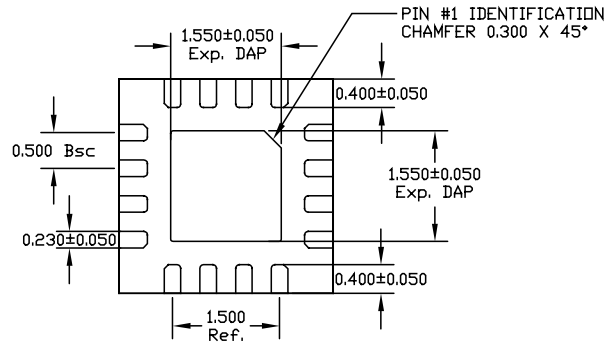 PIN #1 IDENTIFICATION
CHAMFER 0.300 X 45°
1.550±0.050
Exp. DAP
0.400±0.050
0.500 Bsc
1.550±0.050
Exp. DAP
0.230±0.050
0.400±0.050
1.500
Ref.